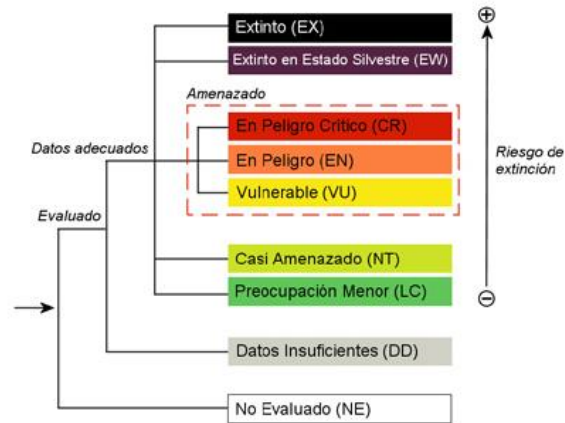 Extinto (EX)
Extinto en Estado Silvestre (EW)
Amenazado
En Peligro Crítico (CR)
Datos adecuados
En Peligro (EN)
Riesgo de
extinción
Vulnerable (VU)
Evaluado
Casi Amenazado (NT)
Preocupación Menor (LC)
Datos Insuficientes (DD)
No Evaluado (NE)